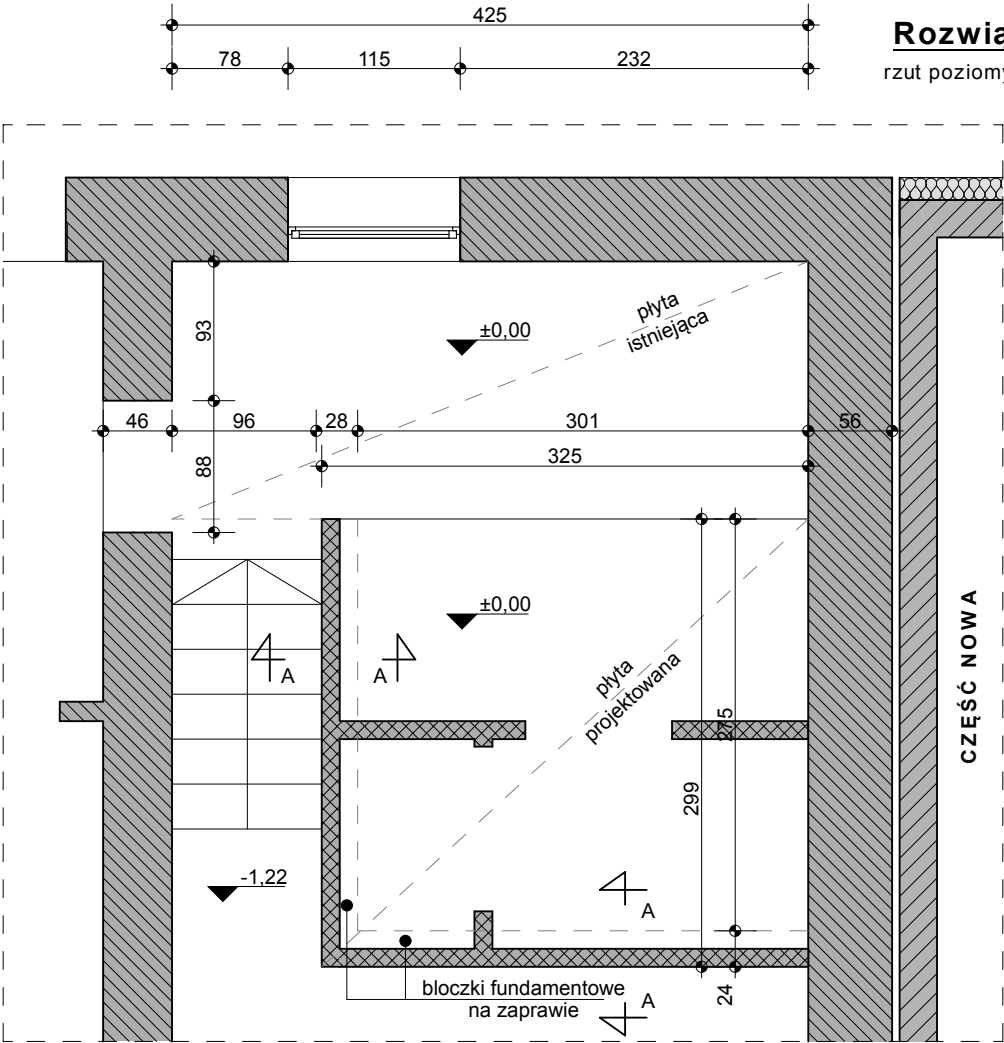 425
Rozwia
78
115
232
rzut poziomy
płyta
istniejąca
±0,00
93
46
96
28
301
56
325
88
±0,00
płyta
projektowana
A
A
275
299
CZĘŚĆ NOWA
-1,22
A
bloczki fundamentowe
na zaprawie
24
A